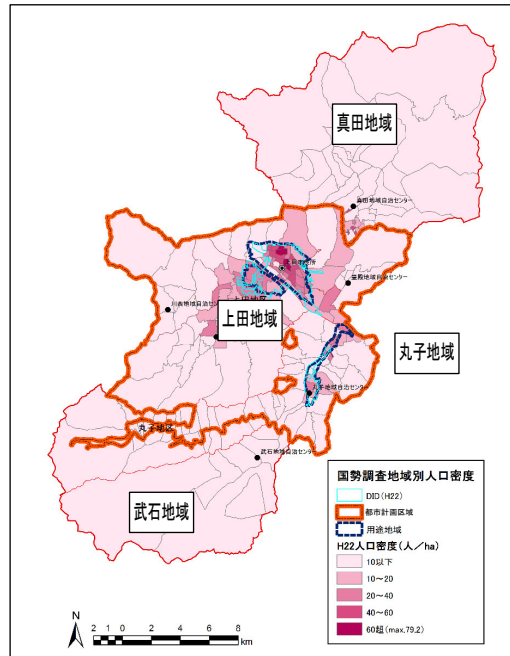 真田地域
真田地域自治センター
豊殿地域自治センター
川西地域自治センター
上田地域
丸子地域
丸子地域自治センター
丸子地区
武石地域自治センター
武石地域
国勢調査地域別人口密度
DID(H22)
都市計画区域
用途地域
H22人口密度(人/ha)
10以下
10~20
20~40
40~60
60超(max.79.2)
N
2 1 0 2 4 6 8
km